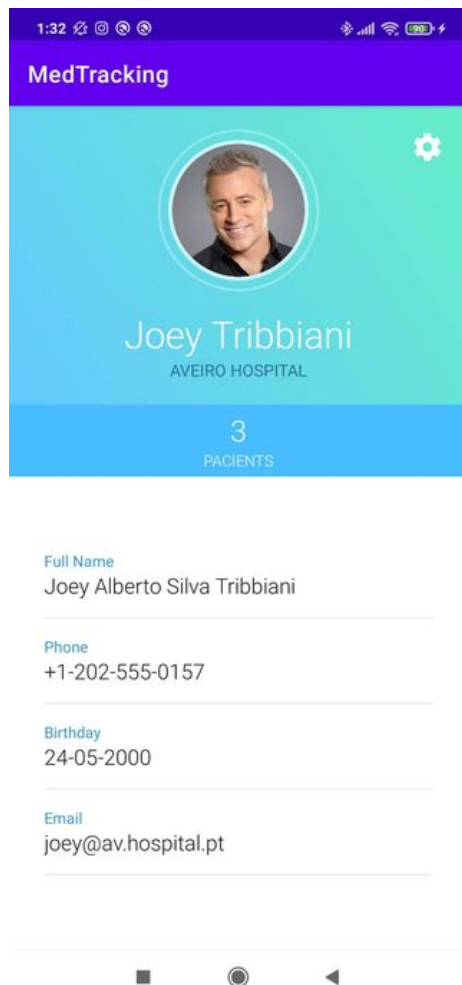 1:32
90
MedTracking
Joey Tribbiani
AVEIRO HOSPITAL
3
PACIENTS
Full Name
Joey Alberto Silva Tribbiani
Phone
+1-202-555-0157
Birthday
24-05-2000
Email
joey@av.hospital.pt